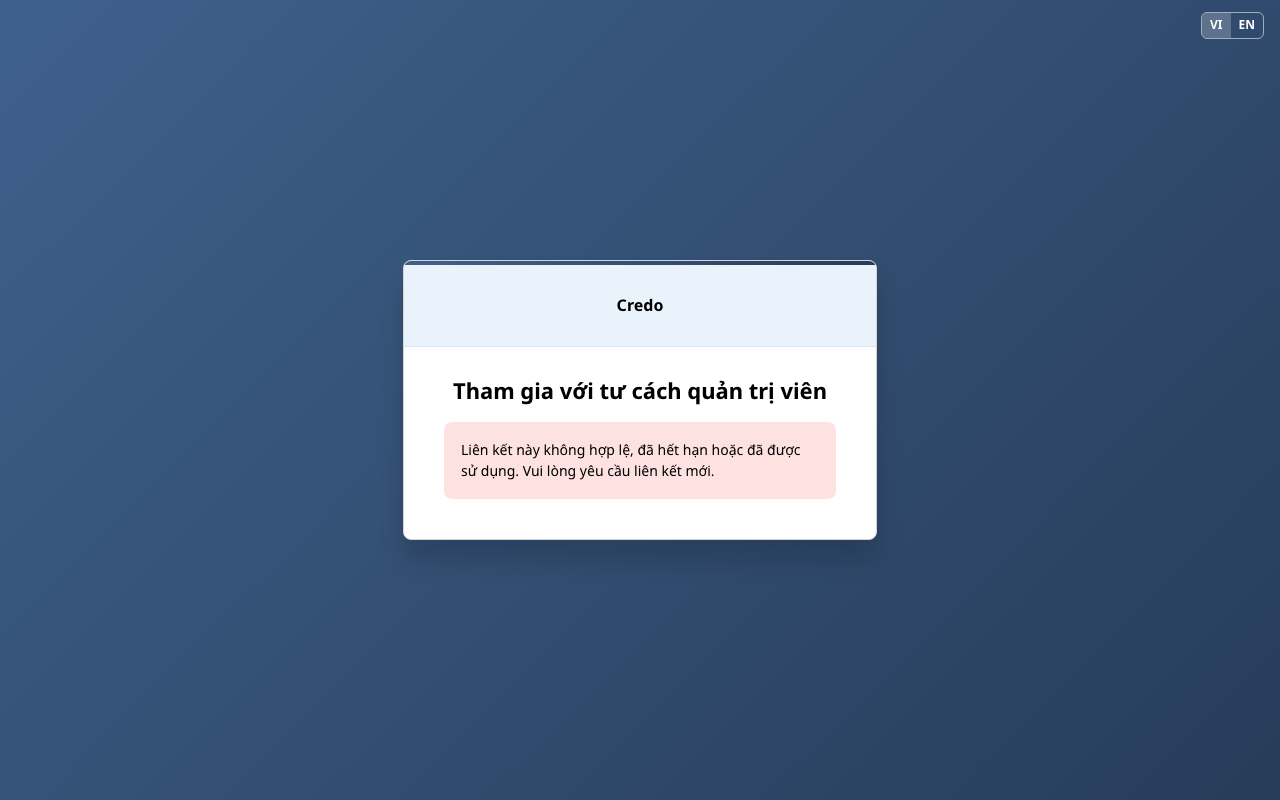 VI EN
Credo
Tham gia với tư cách quản trị viên
Liên kết này không hợp lệ, đã hết hạn hoặc đã được
sử dụng. Vui lòng yêu cầu liên kết mới.